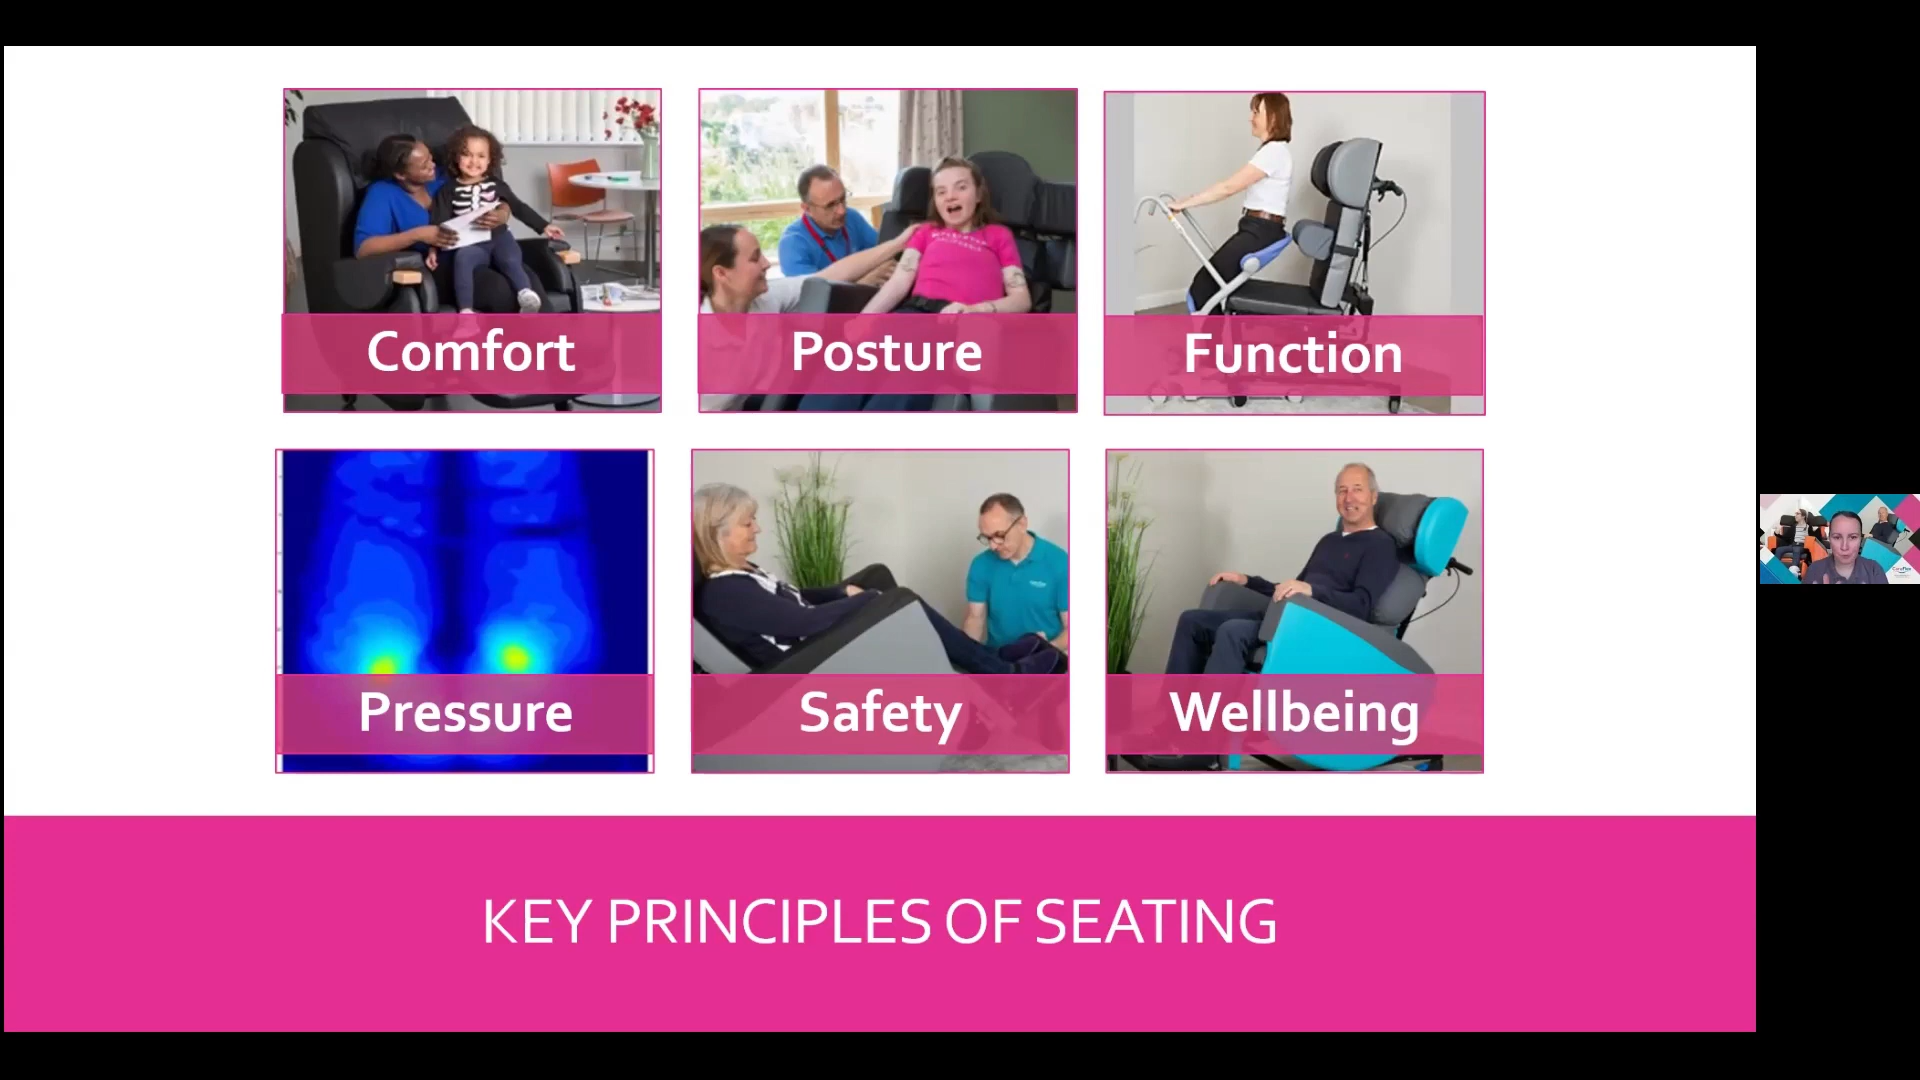 Comfort
Posture
Function
Pressure
Safety
Wellbeing
KEY PRINCIPLES OF SEATING